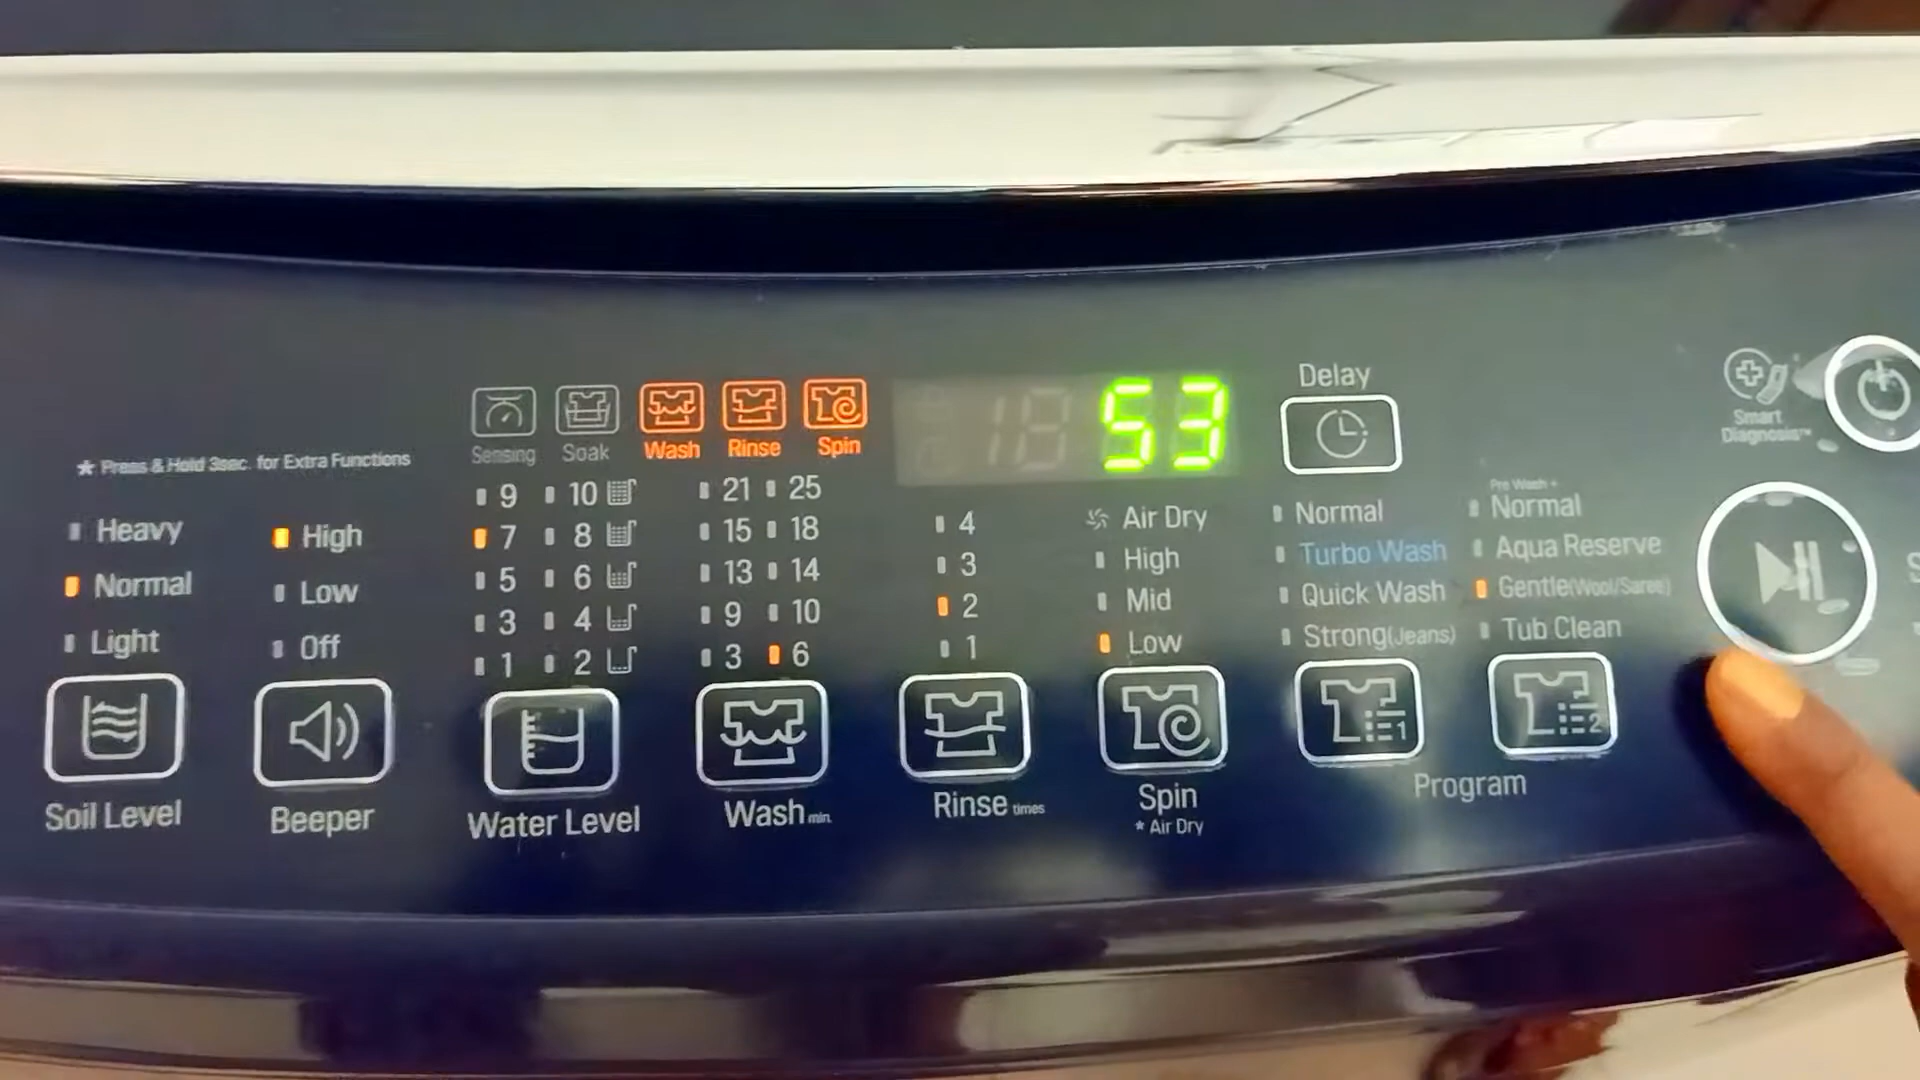 53
Delay
Smart
Diagnosis™
Sensing
Soak
Wash
Rinse
Spin
* Press & Hold 3sec. for Extra Functions
Heavy
Normal
Light
High
Low
Off
9 10
7 8
5 6
3 4
1 2
21 25
15 18
13 14
9 10
3 6
4
3
2
1
Air Dry
High
Mid
Low
Normal
Turbo Wash
Quick Wash
Strong(Jeans)
Pre Wash +
Normal
Aqua Reserve
Gentle(Wool/Saree)
Tub Clean
1
2
Soil Level
Beeper
Water Level
Wash min.
Rinse times
Spin
* Air Dry
Program